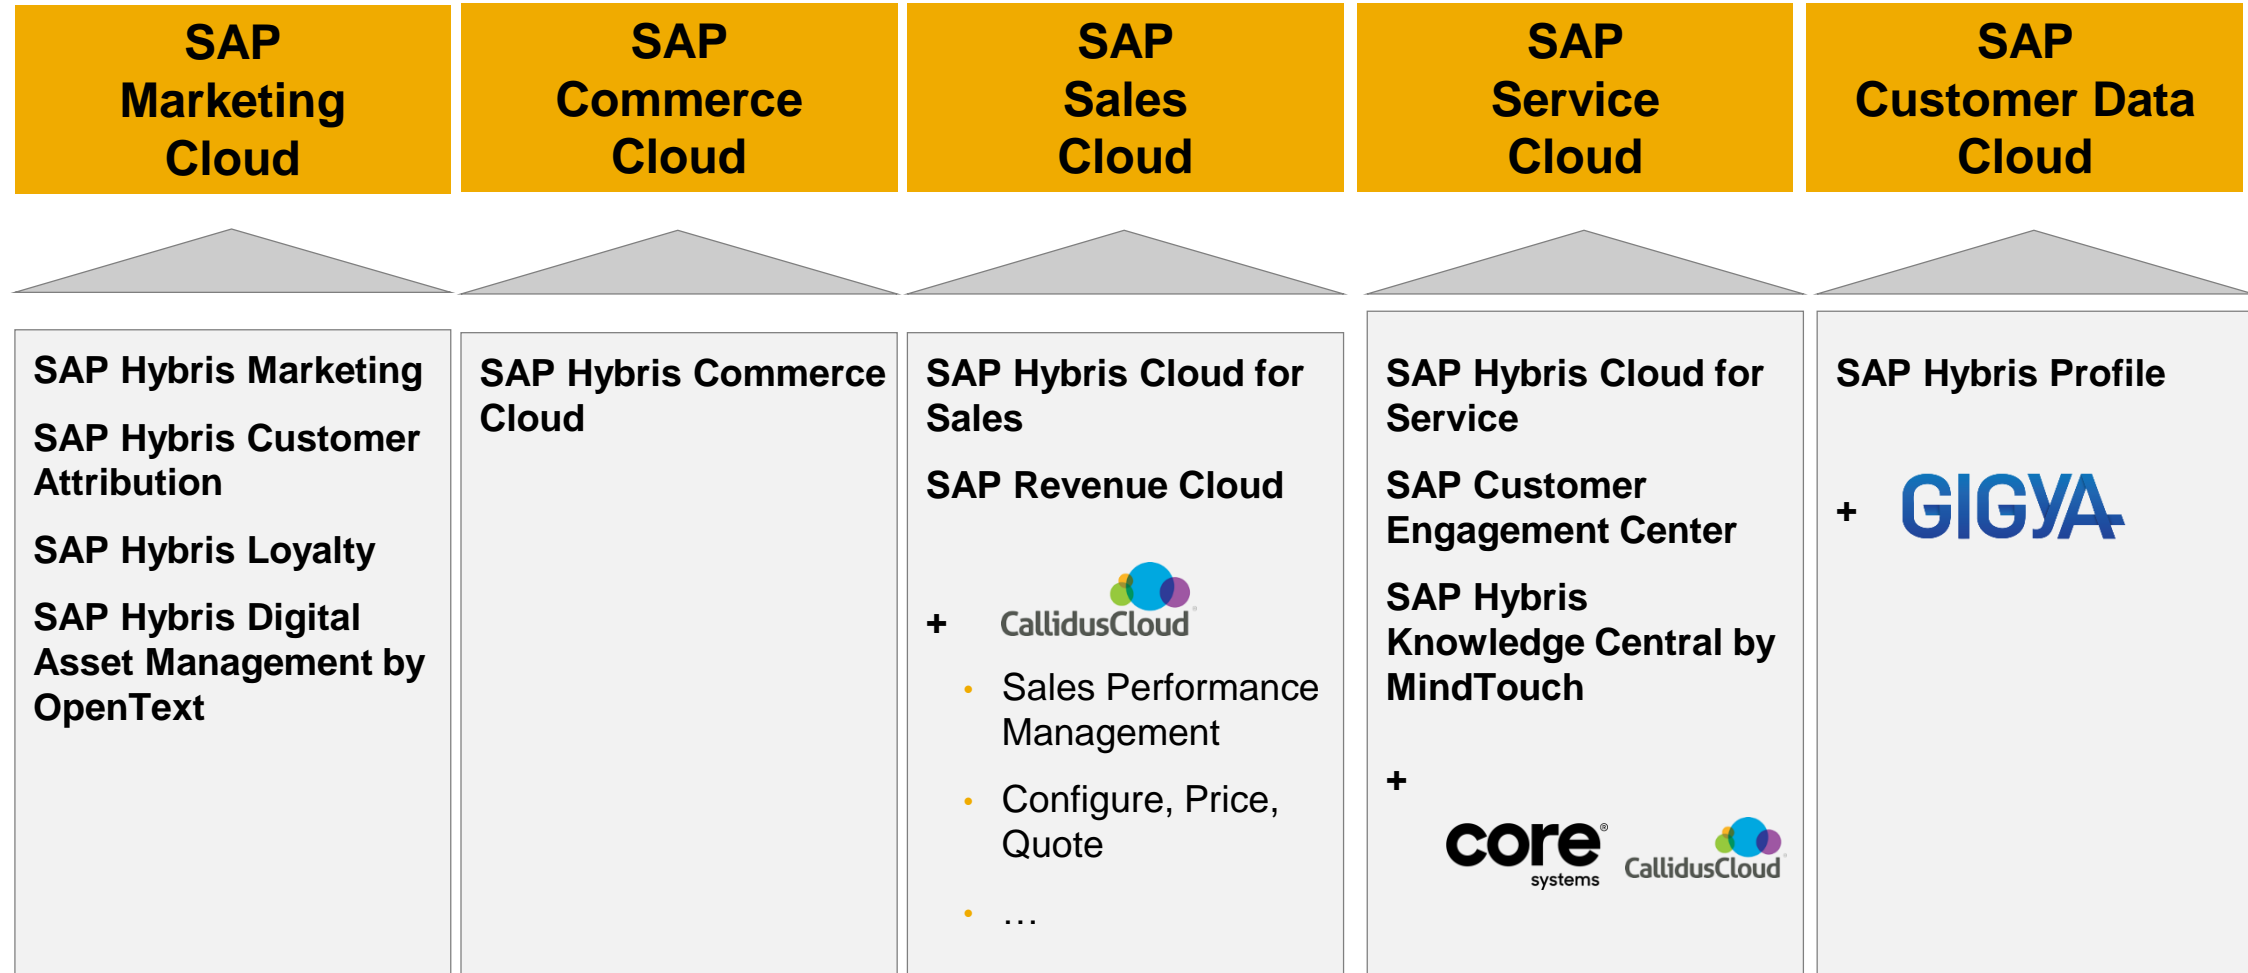 SAP
Marketing
Cloud
SAP
Commerce
Cloud
SAP
Sales
Cloud
SAP
Service
Cloud
SAP
Customer Data
Cloud
SAP Hybris Marketing
SAP Hybris Customer
Attribution
SAP Hybris Loyalty
SAP Hybris Digital
Asset Management by
OpenText
SAP Hybris Commerce
Cloud
SAP Hybris Cloud for
Sales
SAP Revenue Cloud
+ CallidusCloud
• Sales Performance
Management
• Configure, Price,
Quote
• …
SAP Hybris Cloud for
Service
SAP Customer
Engagement Center
SAP Hybris
Knowledge Central by
MindTouch
+
core®
systems
CallidusCloud
SAP Hybris Profile
+ GIGYA